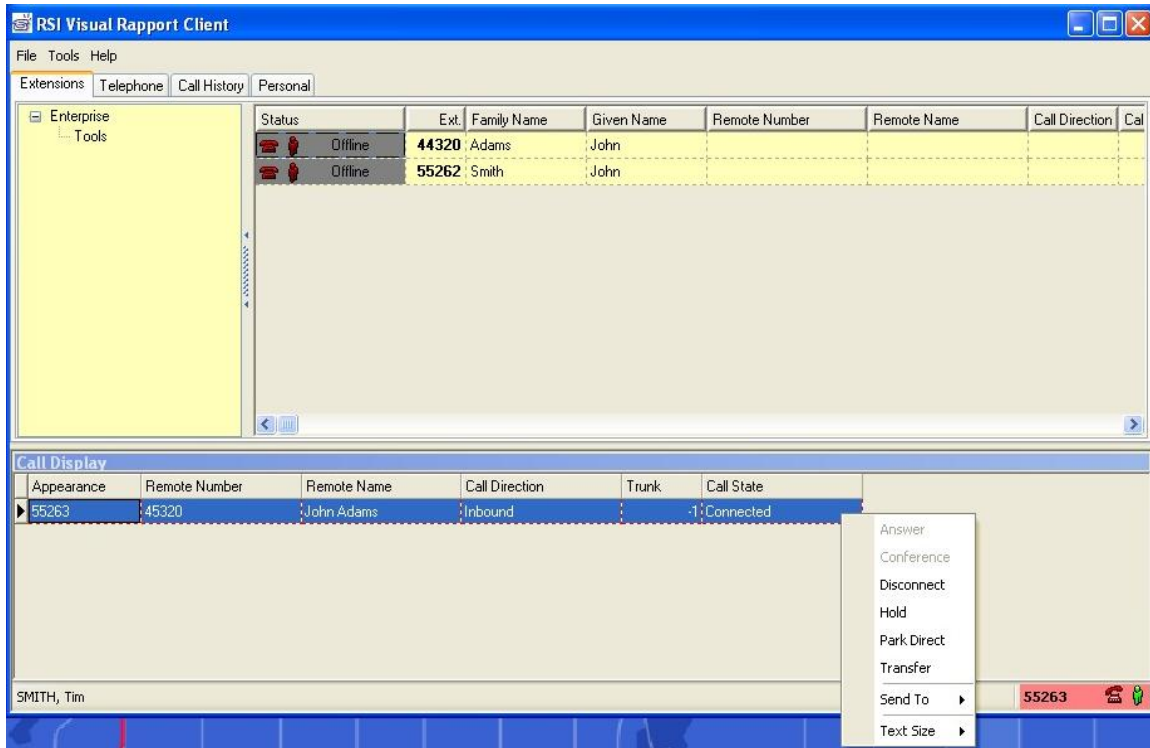 RSI Visual Rapport Client
File Tools Help
Extensions Telephone Call History Personal
Enterprise
Tools
Status Ext. Family Name Given Name Remote Number Remote Name Call Direction Cal
Offline 44320 Adams John
Offline 55262 Smith John
Call Display
Appearance Remote Number Remote Name Call Direction Trunk Call State
55263 45320 John Adams Inbound -1 Connected
Answer
Conference
Disconnect
Hold
Park Direct
Transfer
Send To
Text Size
SMITH, Tim 55263